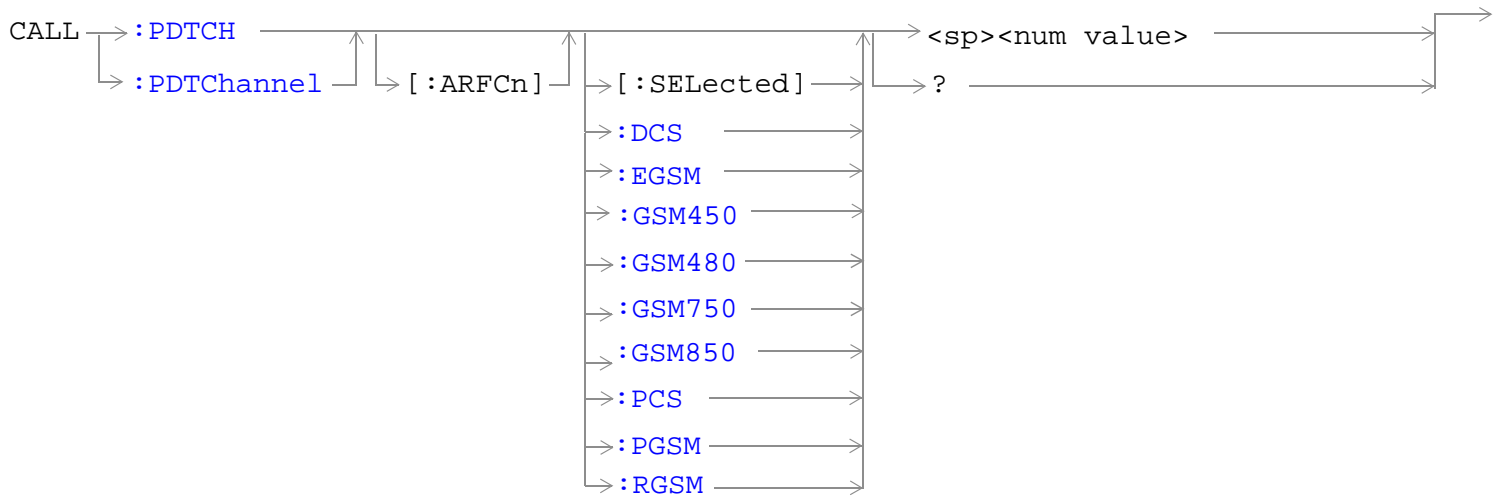 CALL :PDTCH <sp><num value>
:PDTChannel [:ARFCn] [:SELected] ?
:DCS
:EGSM
:GSM450
:GSM480
:GSM750
:GSM850
:PCS
:PGSM
:RGSM